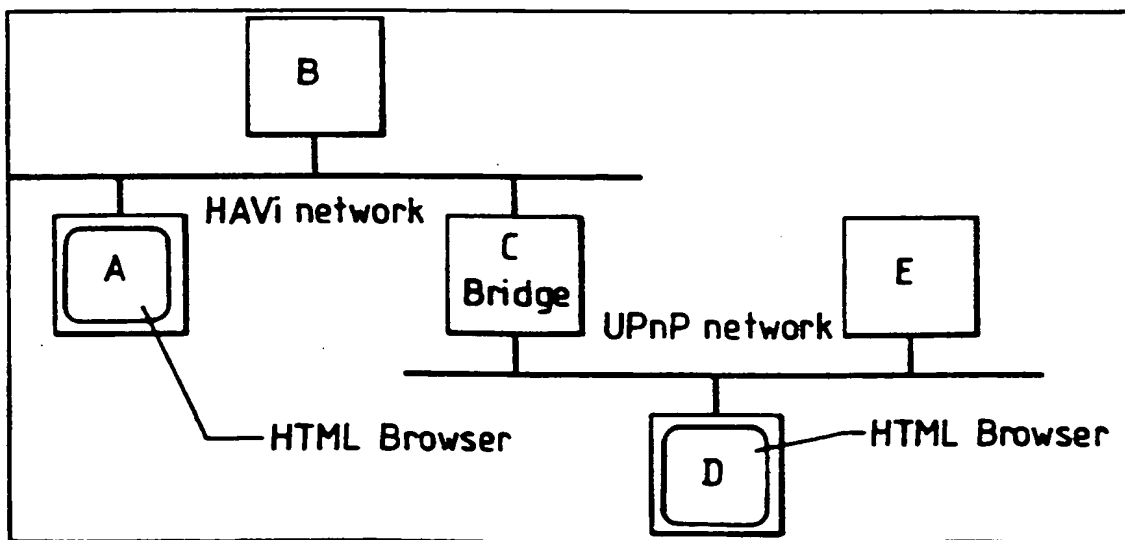 B
HAVi network
A
C
Bridge
E
UPnP network
HTML Browser
HTML Browser
D